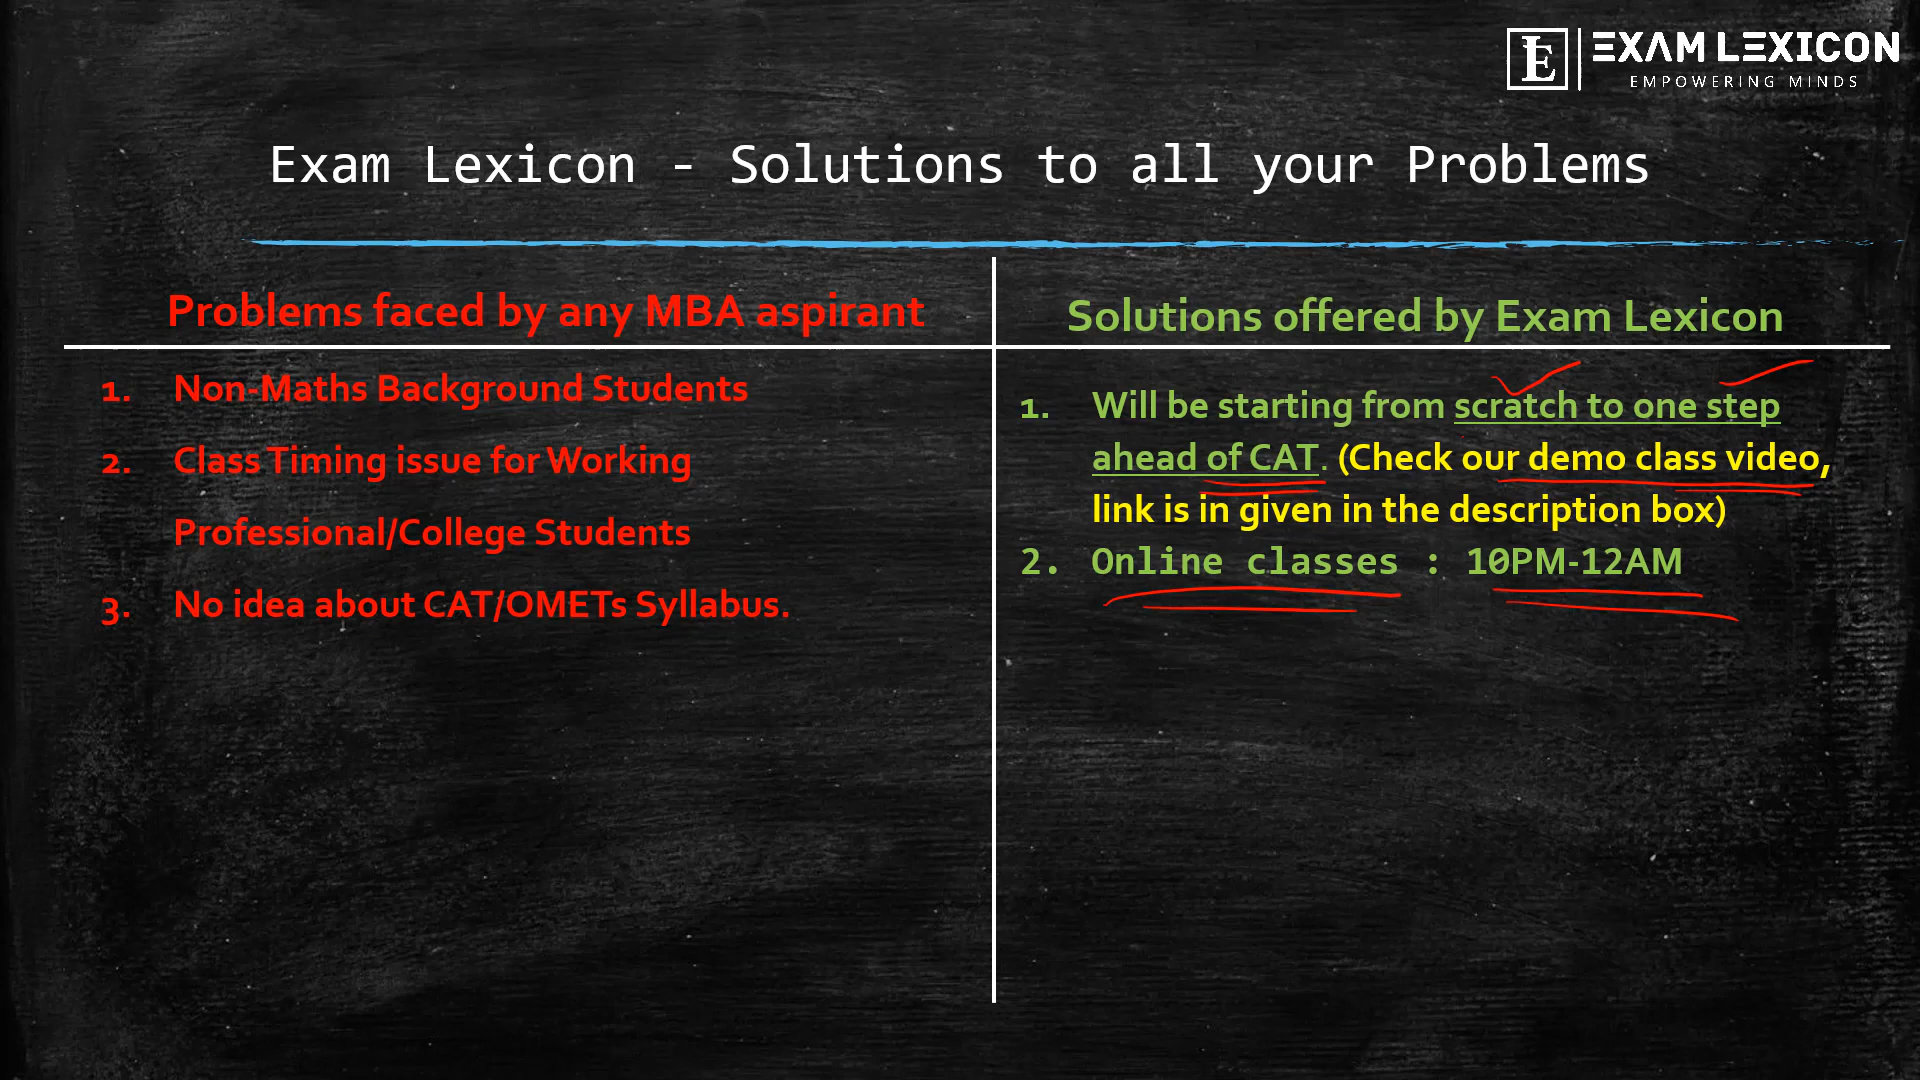 LE EXAM LEXICON
EMPOWERING MINDS
Exam Lexicon - Solutions to all your Problems
Problems faced by any MBA aspirant
1. Non-Maths Background Students
2. Class Timing issue for Working
Professional/College Students
3. No idea about CAT/OMETs Syllabus.
Solutions offered by Exam Lexicon
1. Will be starting from scratch to one step
ahead of CAT. (Check our demo class video,
link is in given in the description box)
2. Online classes : 10PM-12AM